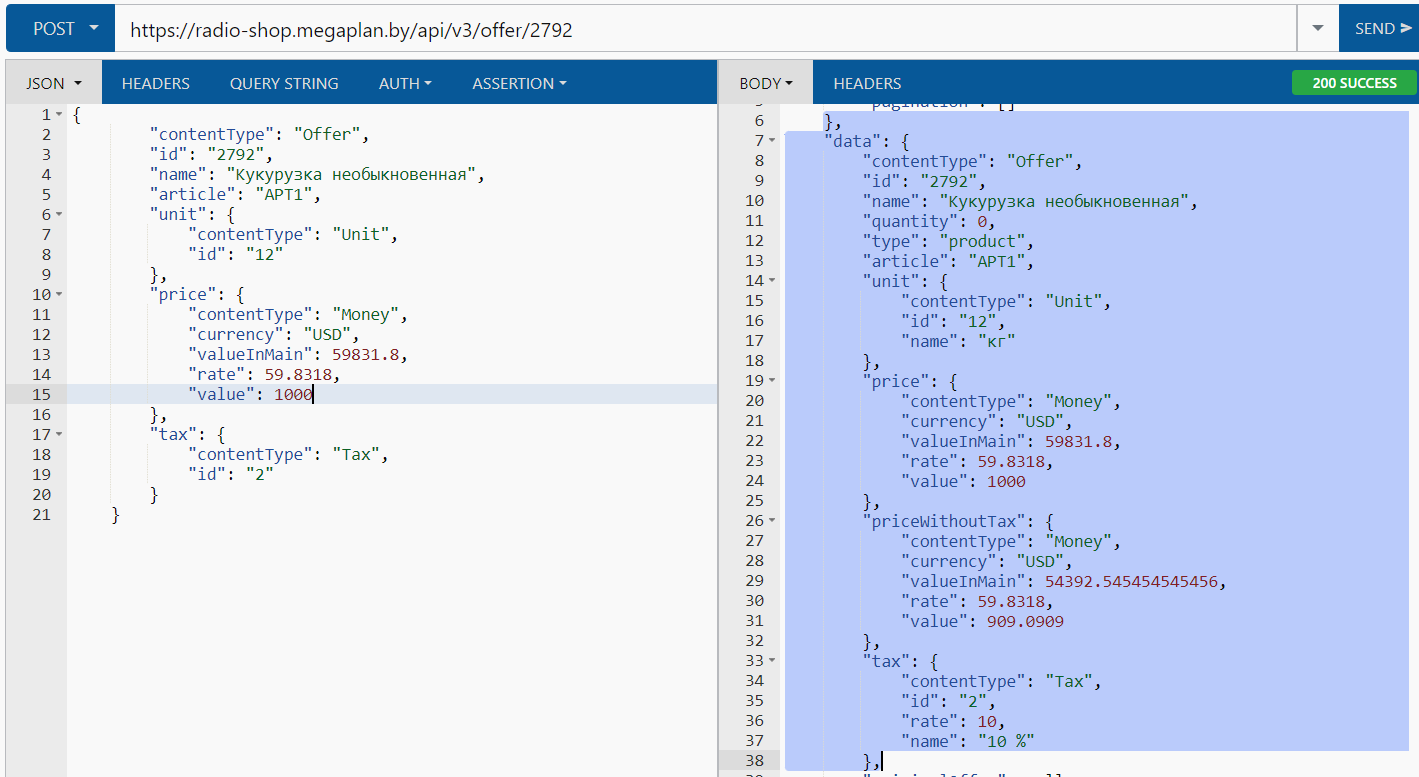 POST
https://radio-shop.megaplan.by/api/v3/offer/2792
SEND
JSON HEADERS QUERY STRING AUTH ASSERTION
1 {
2 "contentType": "Offer",
3 "id": "2792",
4 "name": "Кукурузка необыкновенная",
5 "article": "АРТ1",
6 "unit": {
7 "contentType": "Unit",
8 "id": "12"
9 },
10 "price": {
11 "contentType": "Money",
12 "currency": "USD",
13 "valueInMain": 59831.8,
14 "rate": 59.8318,
15 "value": 1000
16 },
17 "tax": {
18 "contentType": "Tax",
19 "id": "2"
20 }
21 }
BODY HEADERS 200 SUCCESS
5 "pagination": []
6 },
7 "data": {
8 "contentType": "Offer",
9 "id": "2792",
10 "name": "Кукурузка необыкновенная",
11 "quantity": 0,
12 "type": "product",
13 "article": "АРТ1",
14 "unit": {
15 "contentType": "Unit",
16 "id": "12",
17 "name": "кг"
18 },
19 "price": {
20 "contentType": "Money",
21 "currency": "USD",
22 "valueInMain": 59831.8,
23 "rate": 59.8318,
24 "value": 1000
25 },
26 "priceWithoutTax": {
27 "contentType": "Money",
28 "currency": "USD",
29 "valueInMain": 54392.545454545456,
30 "rate": 59.8318,
31 "value": 909.0909
32 },
33 "tax": {
34 "contentType": "Tax",
35 "id": "2",
36 "rate": 10,
37 "name": "10 %"
38 },